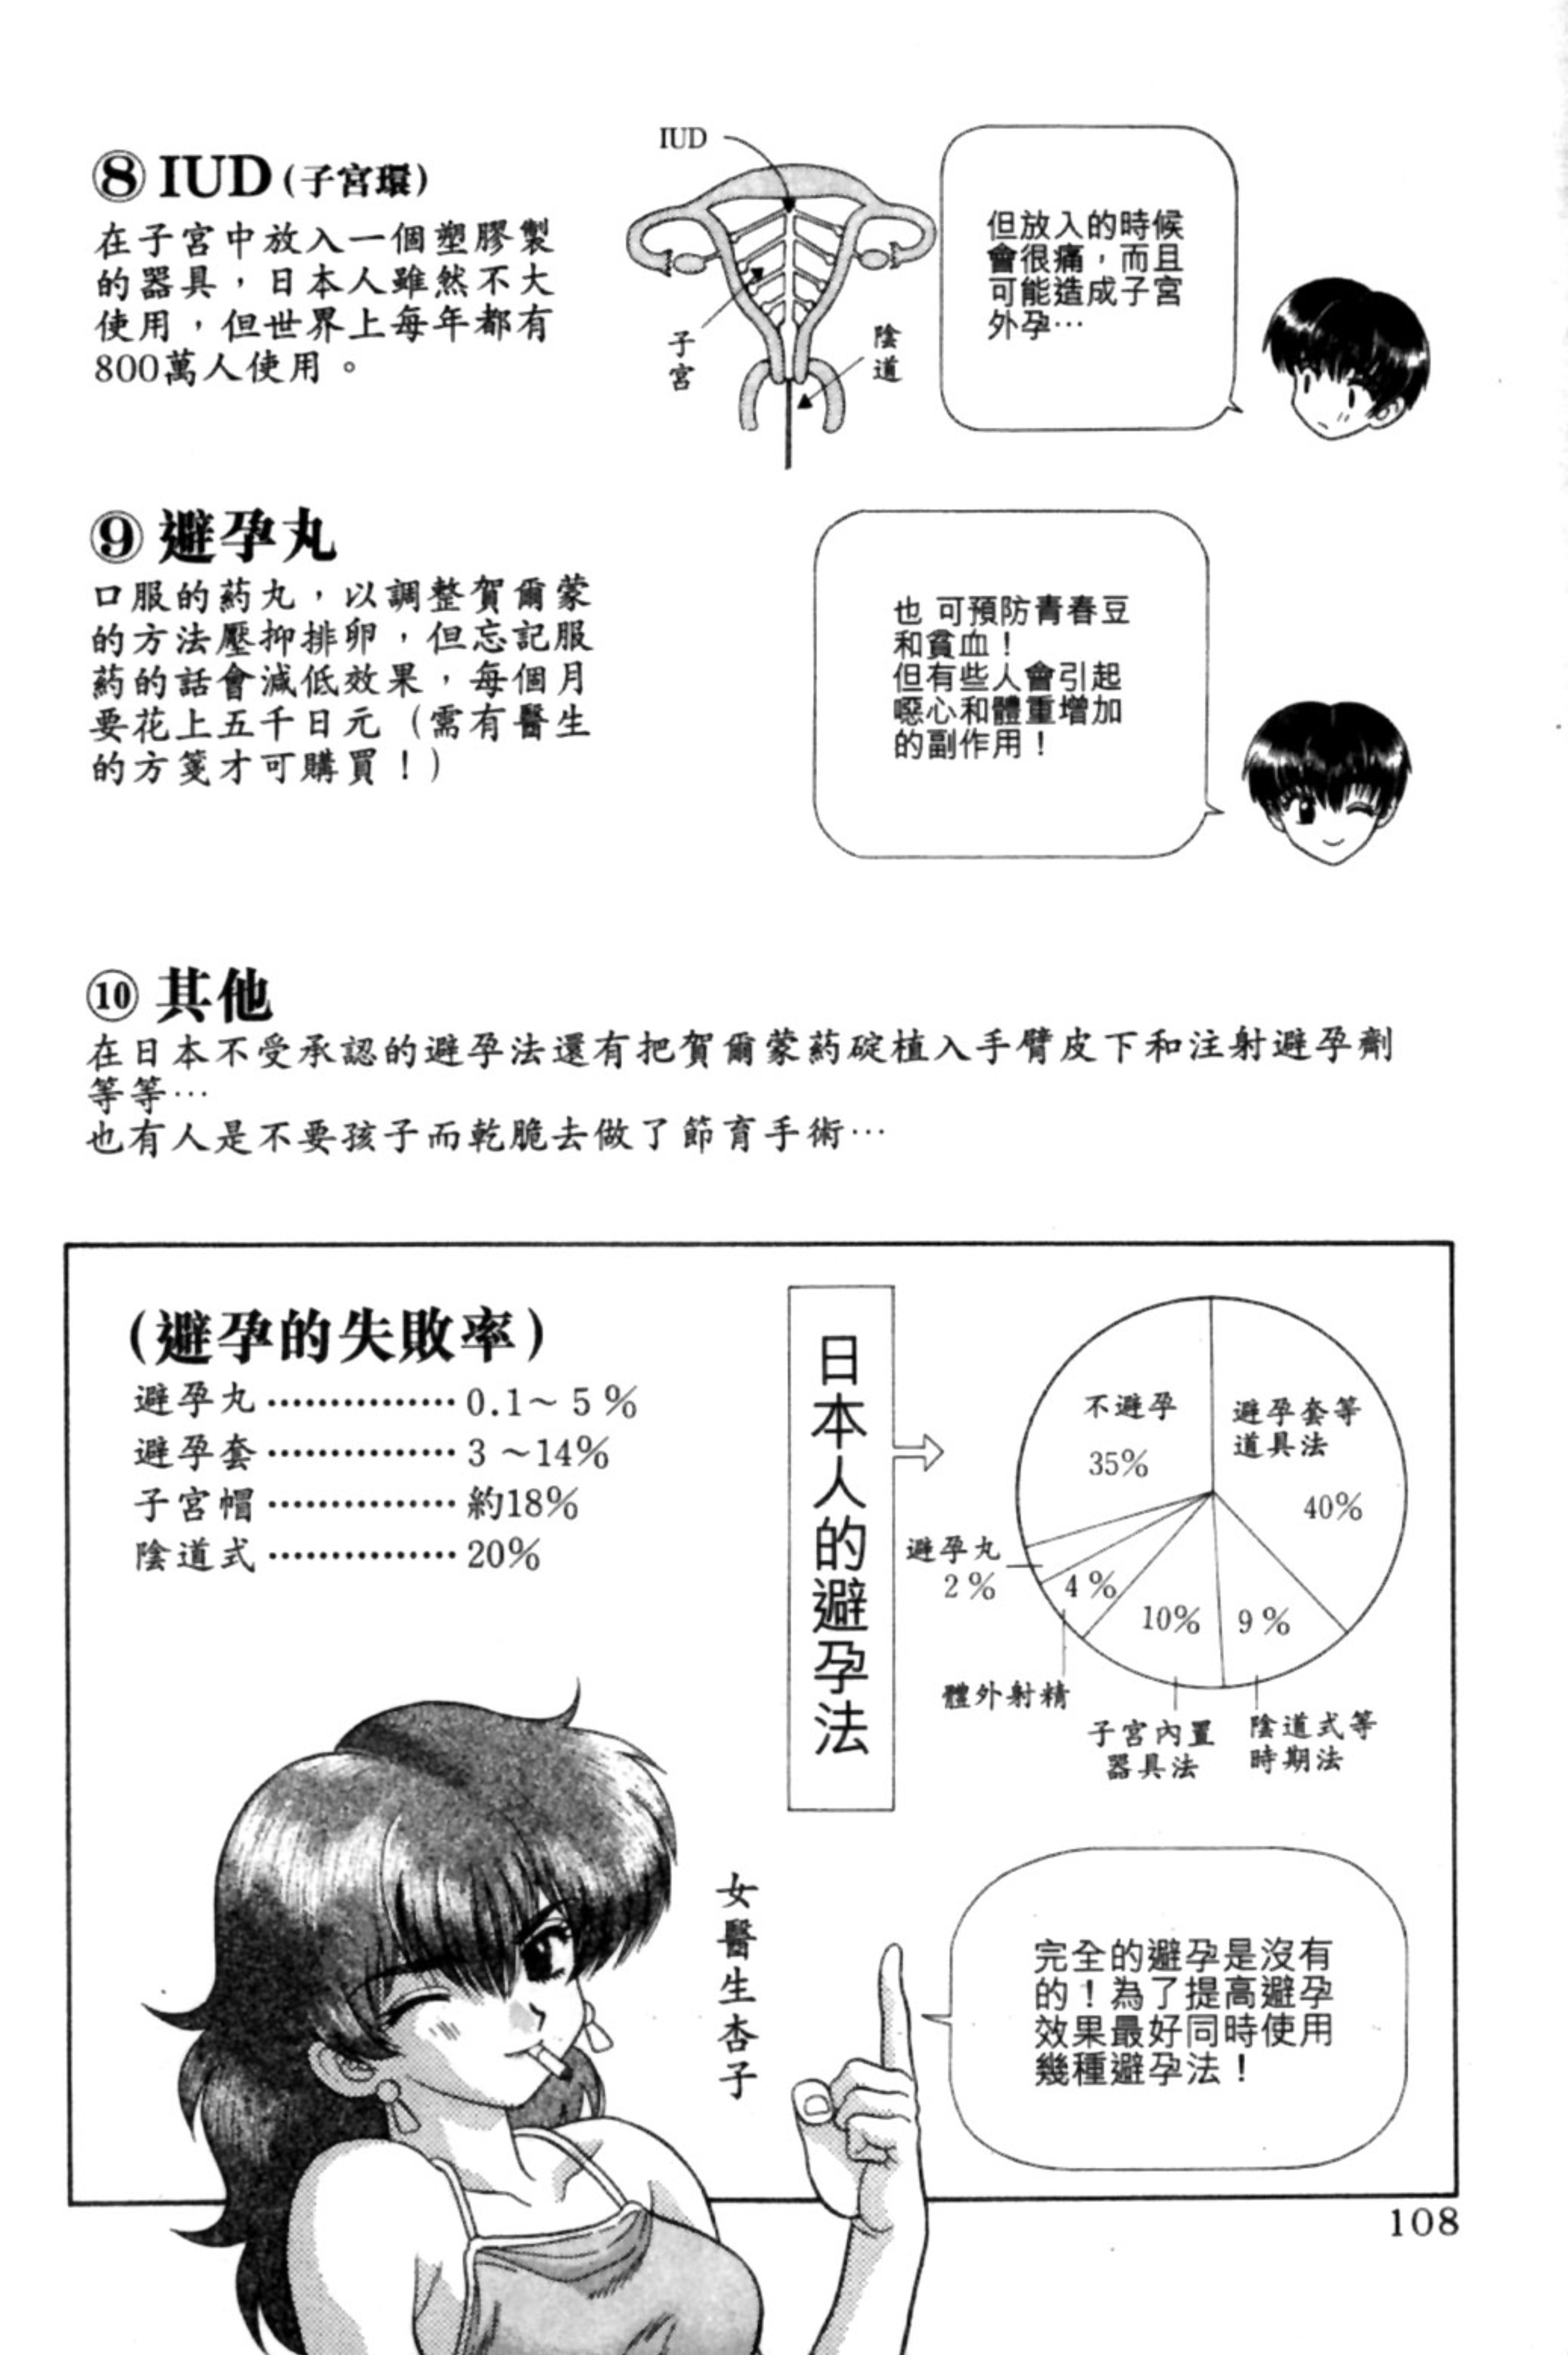 ⑧ IUD (子宮環)
在子宮中放入一個塑膠製
的器具，日本人雖然不大
使用，但世界上每年都有
800萬人使用。
IUD
子宮
陰道
但放入的時候
會很痛，而且
可能造成子宮
外孕…
⑨ 避孕丸
口服的葯丸，以調整賀爾蒙
的方法壓抑排卵，但忘記服
葯的話會減低效果，每個月
要花上五千日元（需有醫生
的方箋才可購買！）
也 可預防青春豆
和貧血！
但有些人會引起
噁心和體重增加
的副作用！
⑩ 其他
在日本不受承認的避孕法還有把賀爾蒙葯碇植入手臂皮下和注射避孕劑
等等…
也有人是不要孩子而乾脆去做了節育手術…
(避孕的失敗率)
避孕丸……………0.1～ 5 %
避孕套……………3 ～14%
子宮帽……………約18%
陰道式……………20%
日本人的避孕法
不避孕
35%
避孕套等
道具法
40%
避孕丸
2 %
4 %
10%
9 %
體外射精
子宮內置
器具法
陰道式等
時期法
女醫生杏子
完全的避孕是沒有
的！為了提高避孕
效果最好同時使用
幾種避孕法！
108